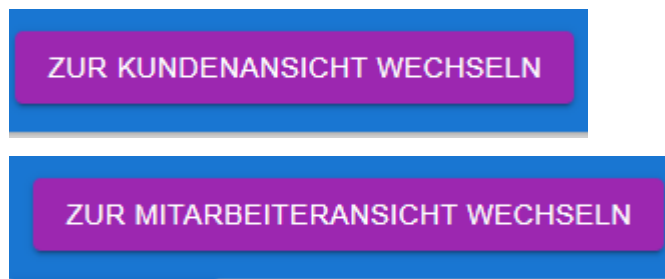 ZUR KUNDENANSICHT WECHSELN
ZUR MITARBEITERANSICHT WECHSELN